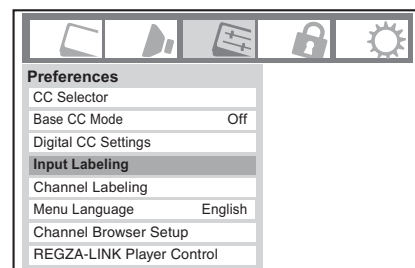 Preferences
CC Selector
Base CC Mode Off
Digital CC Settings
Input Labeling
Channel Labeling
Menu Language English
Channel Browser Setup
REGZA-LINK Player Control